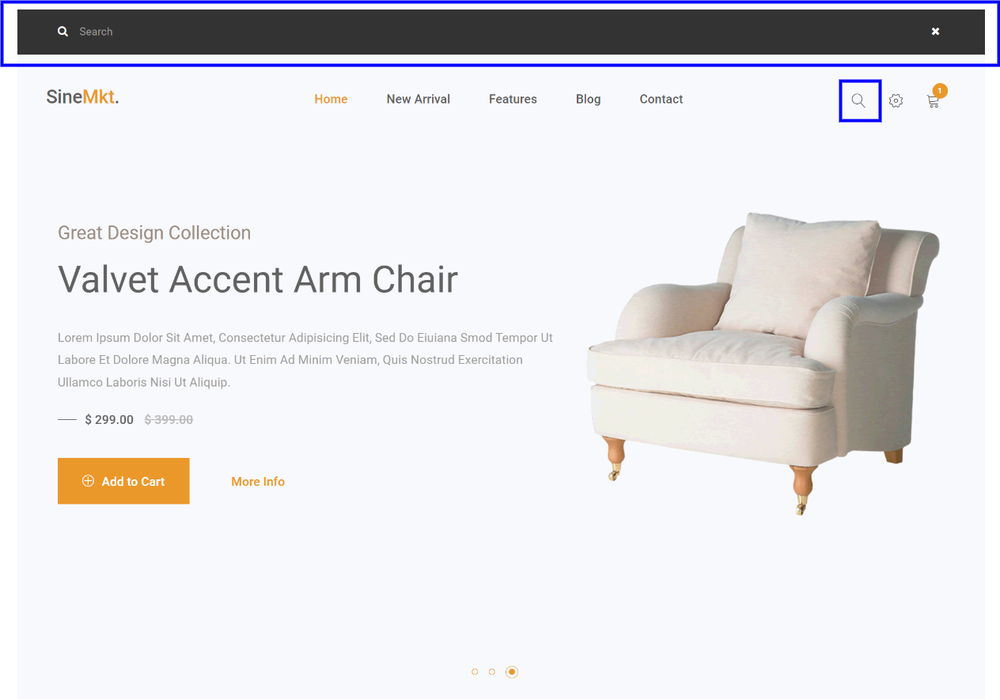 Search
SineMkt.
Home New Arrival Features Blog Contact
1
Great Design Collection
Valvet Accent Arm Chair
Lorem Ipsum Dolor Sit Amet, Consectetur Adipisicing Elit, Sed Do Eiuiana Smod Tempor Ut
Labore Et Dolore Magna Aliqua. Ut Enim Ad Minim Veniam, Quis Nostrud Exercitation
Ullamco Laboris Nisi Ut Aliquip.
$ 299.00 $ 399.00
Add to Cart More Info